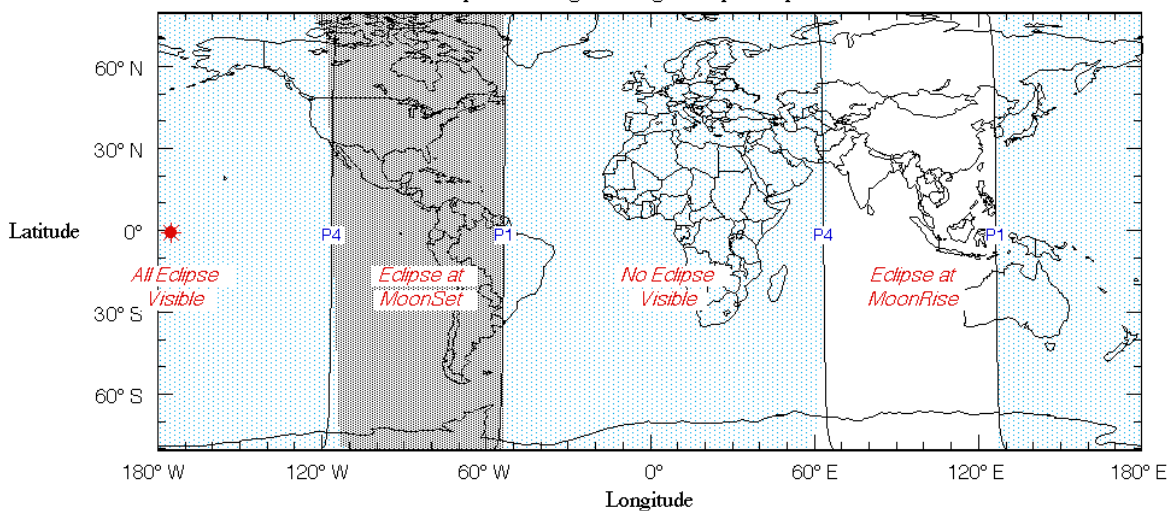 60° N
30° N
Latitude
0°
P4
P1
P4
P1
All Eclipse
Visible
Eclipse at
MoonSet
No Eclipse
Visible
Eclipse at
MoonRise
30° S
60° S
180° W
120° W
60° W
0°
60° E
120° E
180° E
Longitude